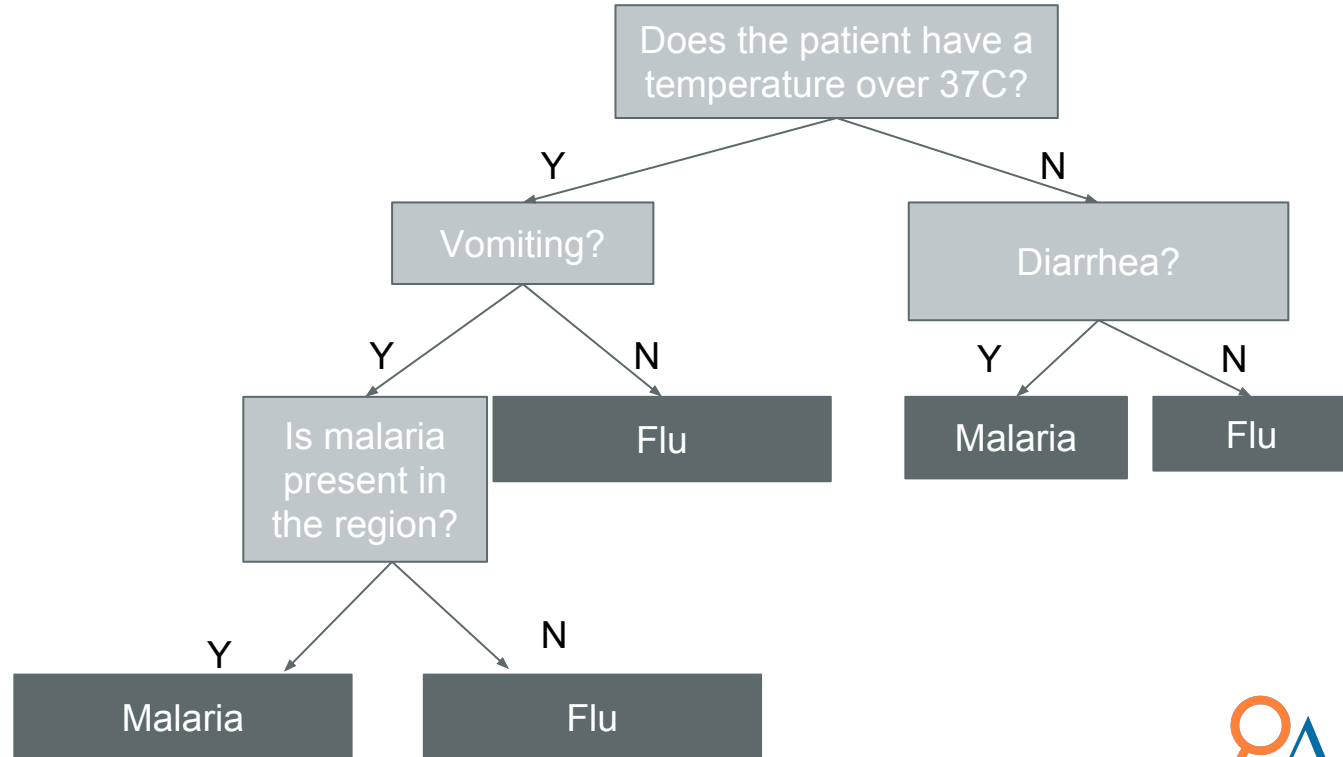 Does the patient have a
temperature over 37C?
Y
N
Vomiting?
Diarrhea?
Y
N
Y
N
Is malaria
present in
the region?
Flu
Malaria
Flu
Y
N
Malaria
Flu